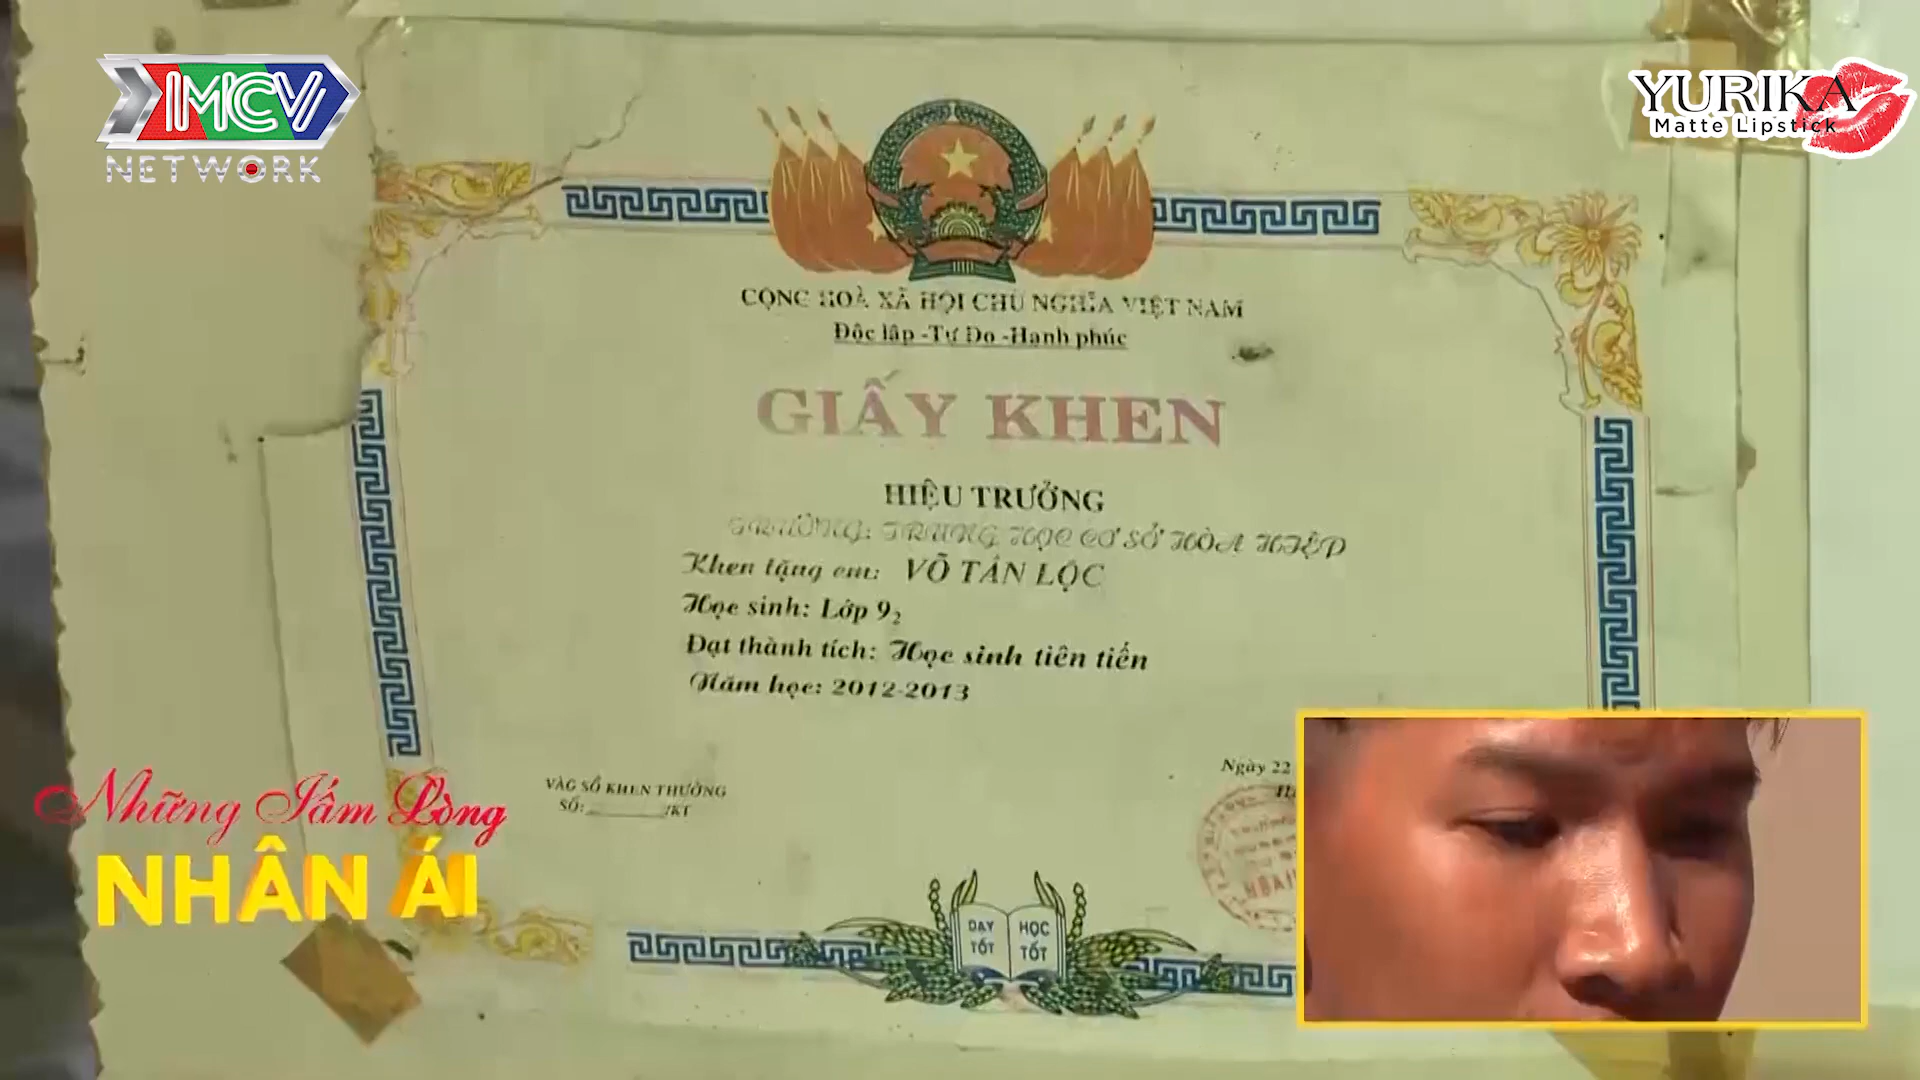 MCV
NETWORK
YURIKA
Matte Lipstick
CỘNG HOÀ XÃ HỘI CHỦ NGHĨA VIỆT NAM
Độc lập -Tự Do -Hạnh phúc
GIẤY KHEN
HIỆU TRƯỞNG
TRƯỜNG: TRUNG HỌC CƠ SỞ HÒA HIỆP
Khen tặng em: VÕ TẤN LỘC
Học sinh: Lớp 9₂
Đạt thành tích: Học sinh tiên tiến
Năm học: 2012-2013
VÀO SỔ KHEN THƯỞNG
SỐ:________/KT
Ngày 22
Những Tấm Lòng
NHÂN ÁI
DẠY TỐT
HỌC TỐT